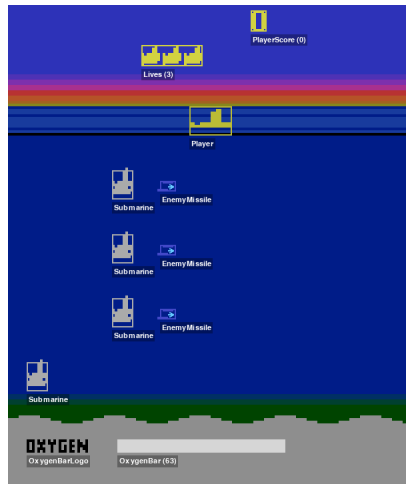 PlayerScore (0)
Lives (3)
Player
Submarine
EnemyMissile
Submarine
EnemyMissile
Submarine
EnemyMissile
Submarine
OXYGEN
OxygenBarLogo
OxygenBar (63)